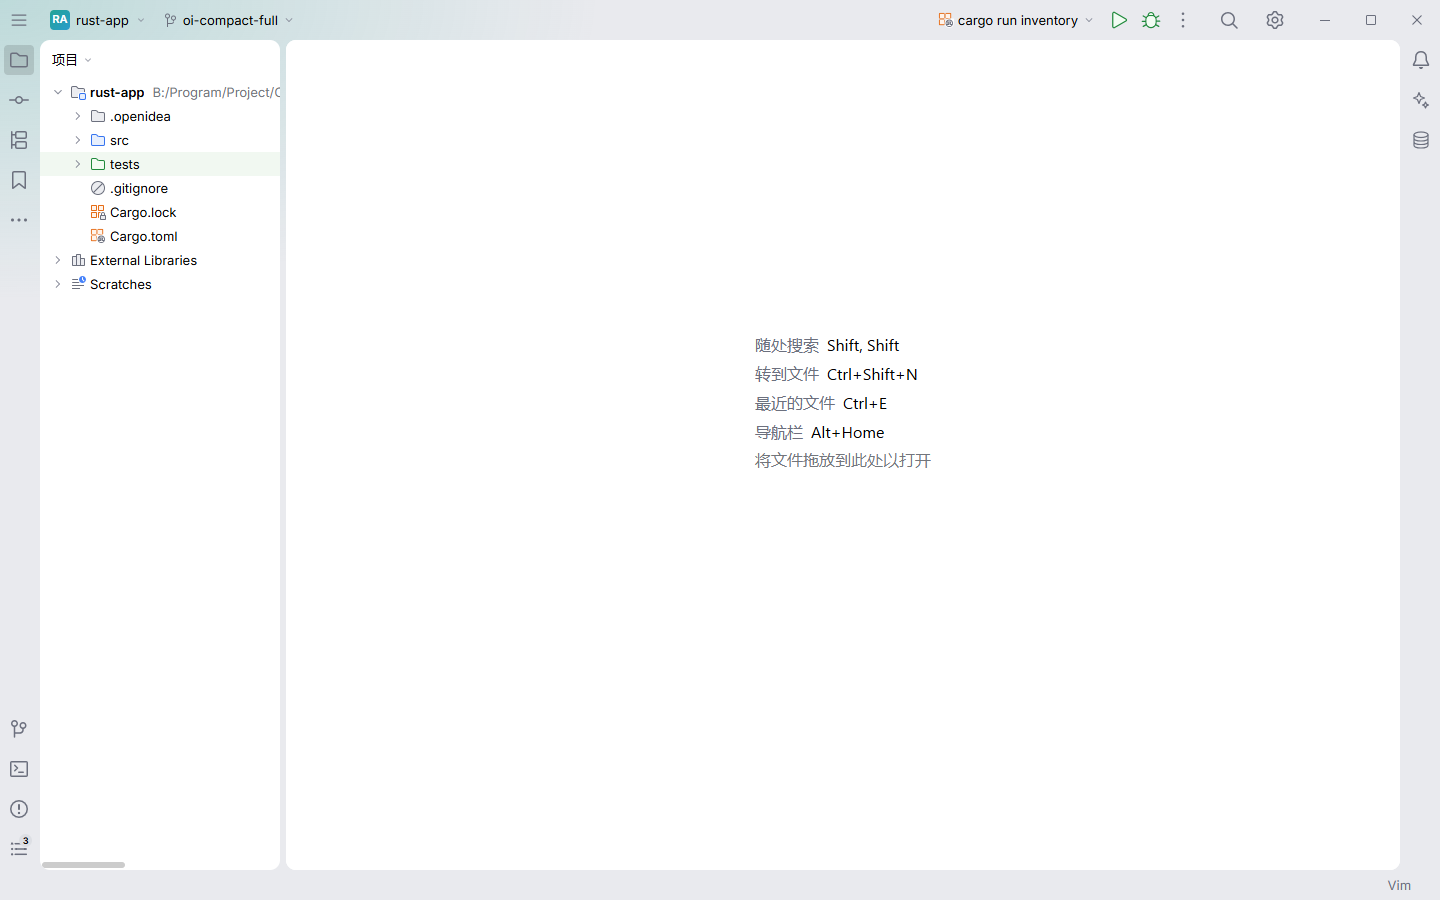 RA rust-app
oi-compact-full
cargo run inventory
项目
rust-app B:/Program/Project/
.openidea
src
tests
.gitignore
Cargo.lock
Cargo.toml
External Libraries
Scratches
随处搜索 Shift, Shift
转到文件 Ctrl+Shift+N
最近的文件 Ctrl+E
导航栏 Alt+Home
将文件拖放到此处以打开
3
Vim